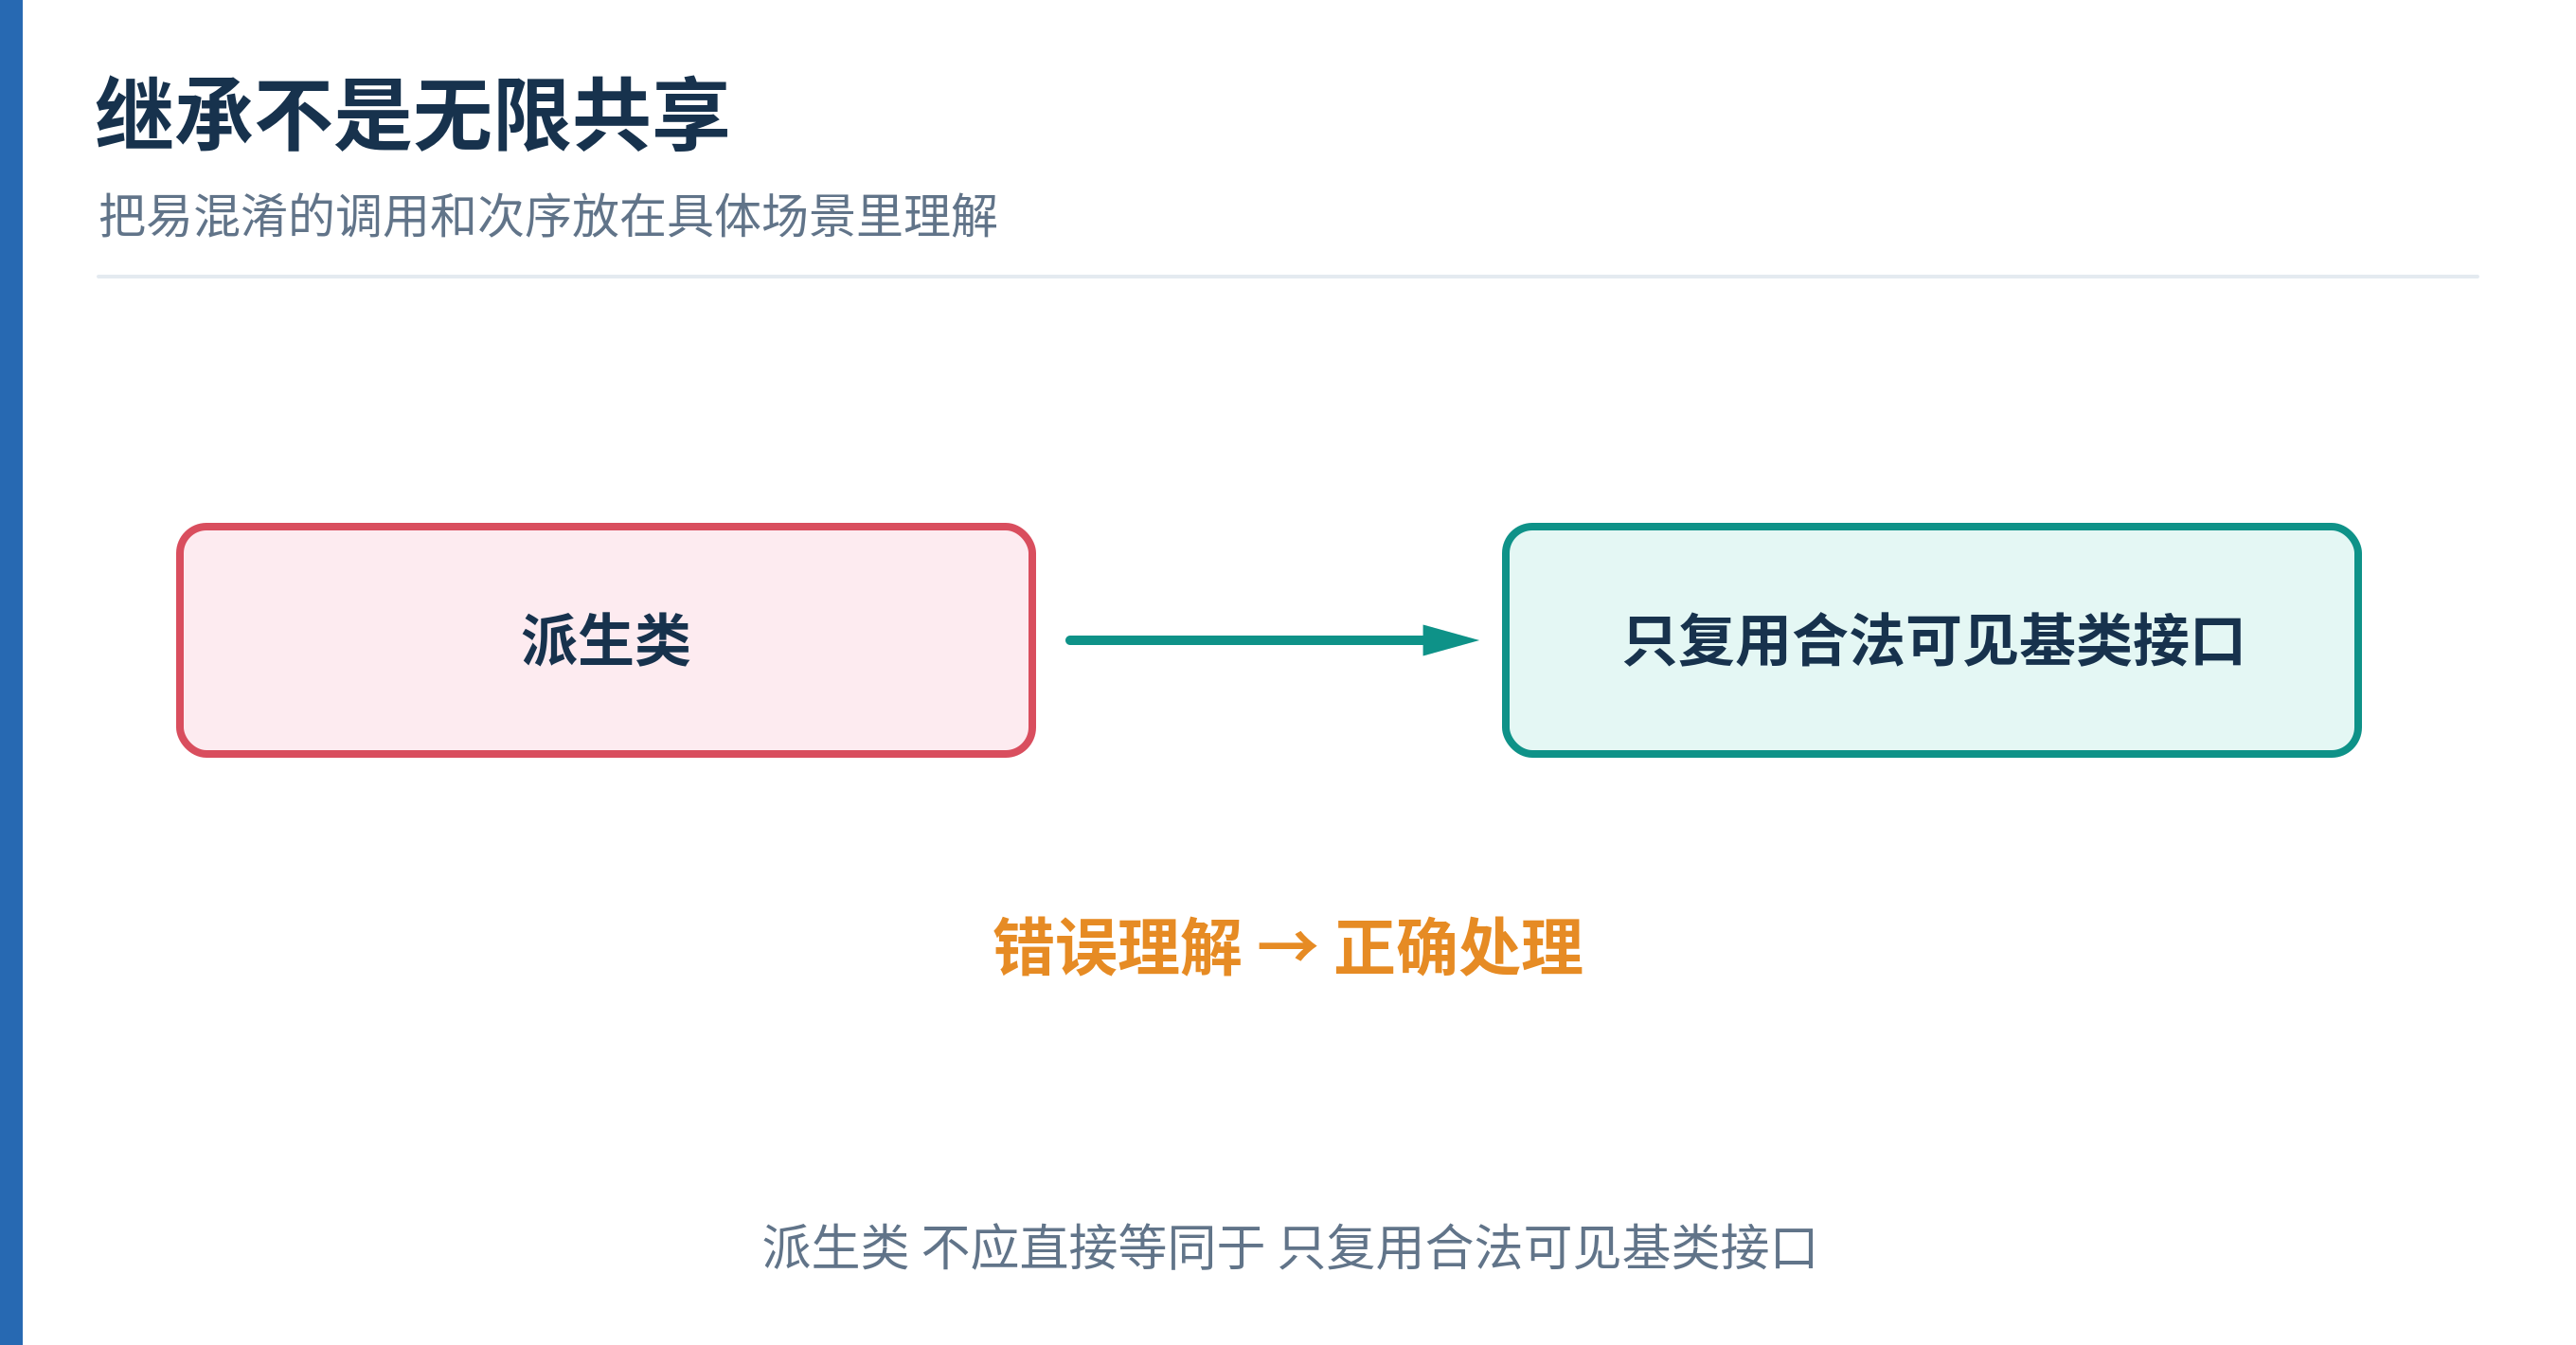 继承不是无限共享
把易混淆的调用和次序放在具体场景里理解
派生类
只复用合法可见基类接口
错误理解 → 正确处理
派生类 不应直接等同于 只复用合法可见基类接口